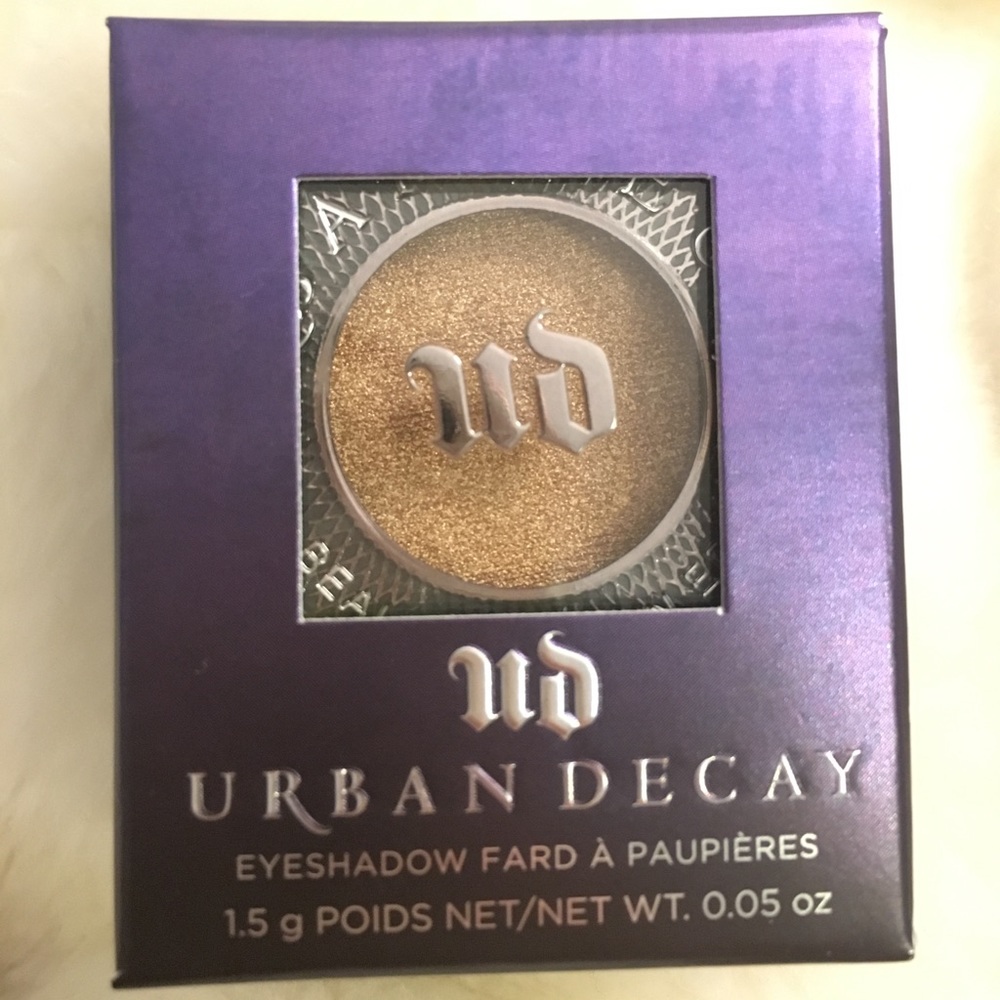 ud
ud
URBAN DECAY
EYESHADOW FARD À PAUPIÈRES
1.5 g POIDS NET/NET WT. 0.05 oz